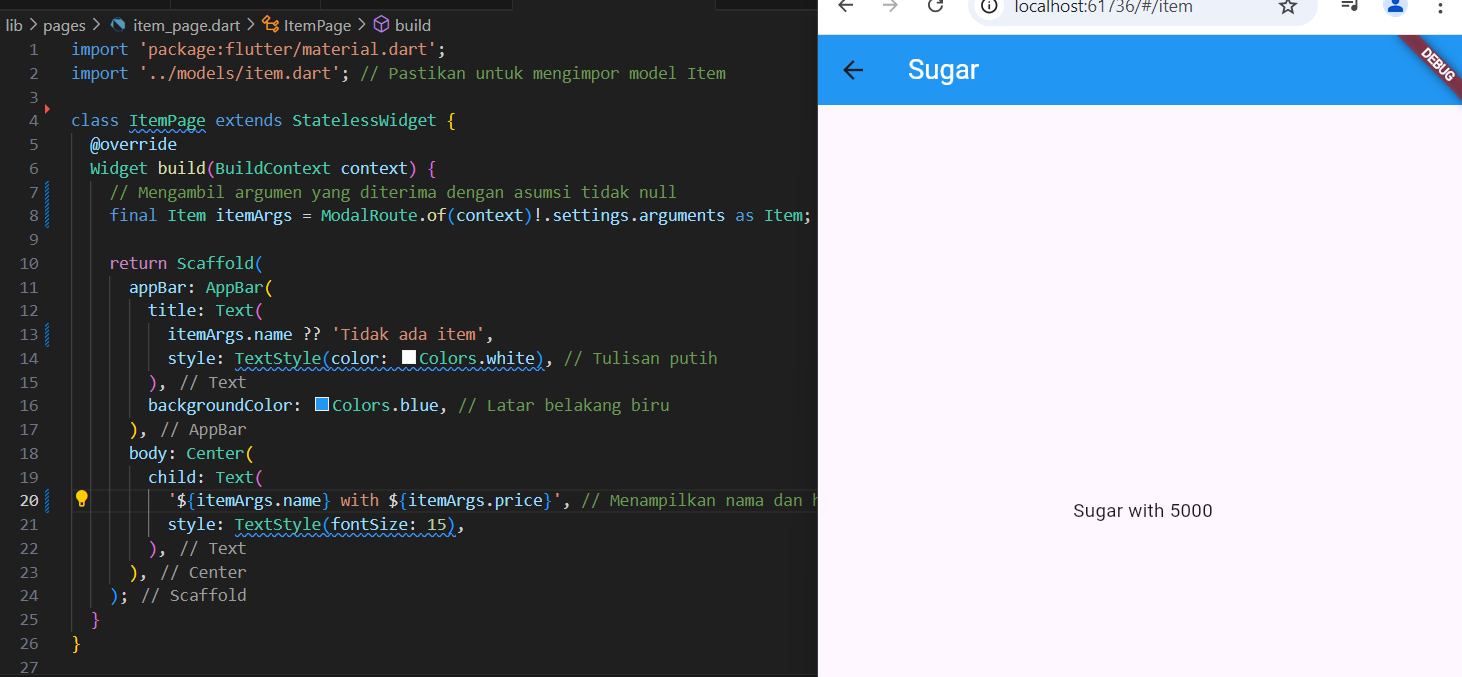 lib > pages > item_page.dart > ItemPage > build
1 import 'package:flutter/material.dart';
2 import '../models/item.dart'; // Pastikan untuk mengimpor model Item
3
4 class ItemPage extends StatelessWidget {
5 @override
6 Widget build(BuildContext context) {
7 // Mengambil argumen yang diterima dengan asumsi tidak null
8 final Item itemArgs = ModalRoute.of(context)!.settings.arguments as Item;
9
10 return Scaffold(
11 appBar: AppBar(
12 title: Text(
13 itemArgs.name ?? 'Tidak ada item',
14 style: TextStyle(color: Colors.white), // Tulisan putih
15 ), // Text
16 backgroundColor: Colors.blue, // Latar belakang biru
17 ), // AppBar
18 body: Center(
19 child: Text(
20 '${itemArgs.name} with ${itemArgs.price}', // Menampilkan nama dan
21 style: TextStyle(fontSize: 15),
22 ), // Text
23 ), // Center
24 ); // Scaffold
25 }
26 }
27
localhost:61736/#/item
Sugar
DEBUG
Sugar with 5000